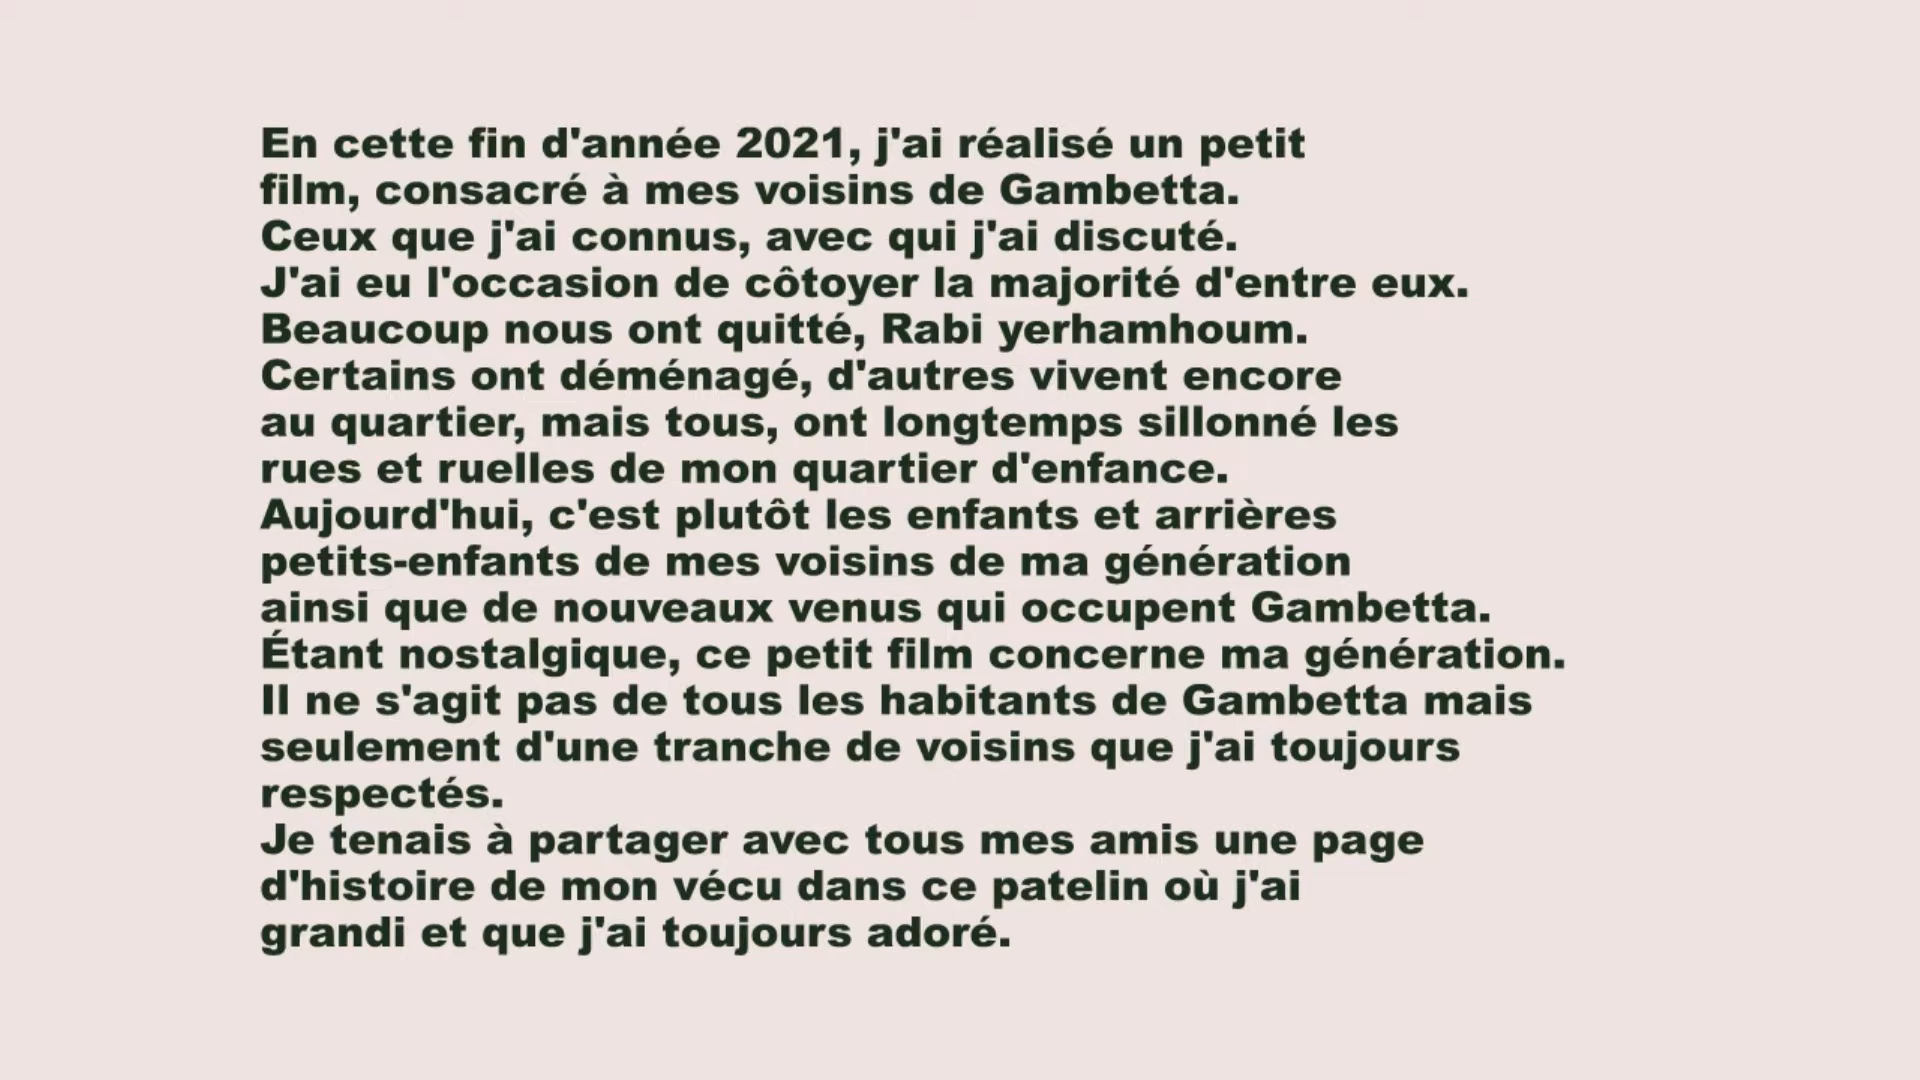 En cette fin d'année 2021, j'ai réalisé un petit
film, consacré à mes voisins de Gambetta.
Ceux que j'ai connus, avec qui j'ai discuté.
J'ai eu l'occasion de côtoyer la majorité d'entre eux.
Beaucoup nous ont quitté, Rabi yerhamhoum.
Certains ont déménagé, d'autres vivent encore
au quartier, mais tous, ont longtemps sillonné les
rues et ruelles de mon quartier d'enfance.
Aujourd'hui, c'est plutôt les enfants et arrières
petits-enfants de mes voisins de ma génération
ainsi que de nouveaux venus qui occupent Gambetta.
Étant nostalgique, ce petit film concerne ma génération.
Il ne s'agit pas de tous les habitants de Gambetta mais
seulement d'une tranche de voisins que j'ai toujours
respectés.
Je tenais à partager avec tous mes amis une page
d'histoire de mon vécu dans ce patelin où j'ai
grandi et que j'ai toujours adoré.